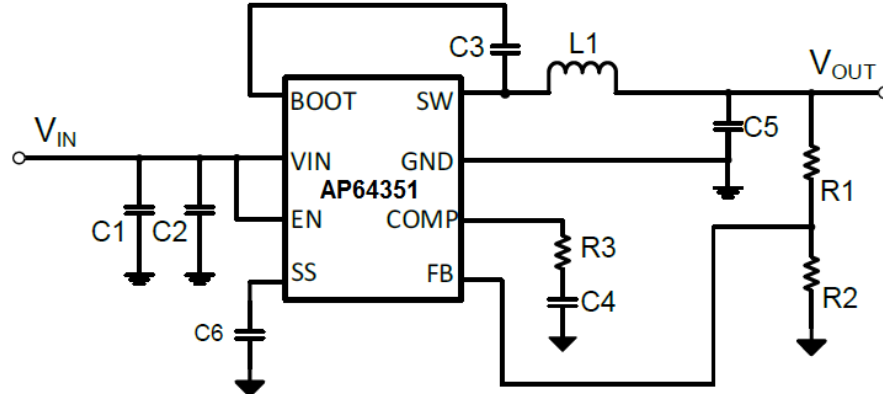 C3
L1
VOUT
BOOT
SW
VIN
C5
VIN
GND
AP64351
R1
C1
C2
EN
COMP
R3
SS
FB
C4
R2
C6